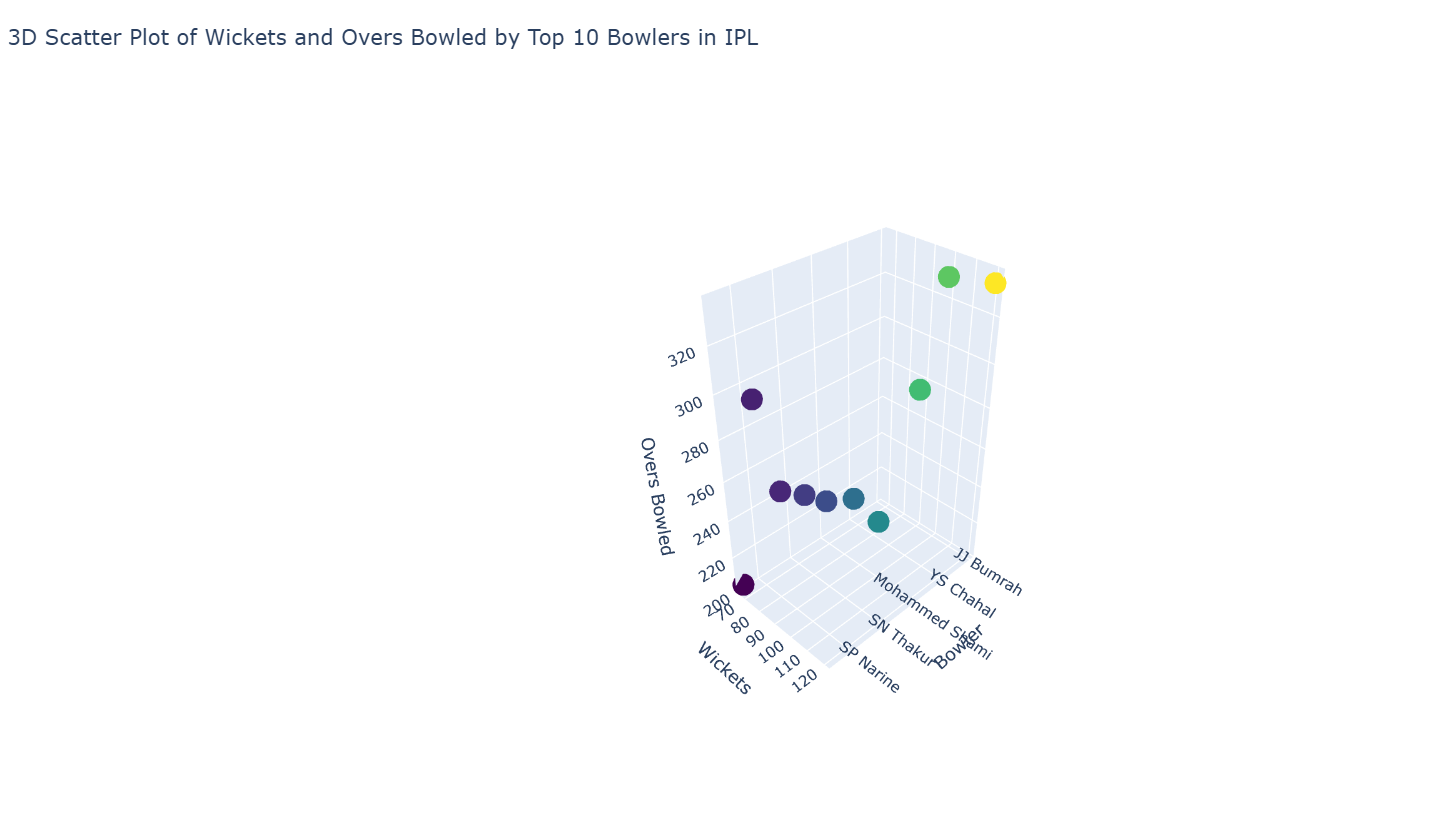 3D Scatter Plot of Wickets and Overs Bowled by Top 10 Bowlers in IPL
320
300
280
260
240
220
200
Overs Bowled
70
80
90
100
110
120
Wickets
JJ Bumrah
YS Chahal
Mohammed Shami
SN Thakur
SP Narine
Bowler